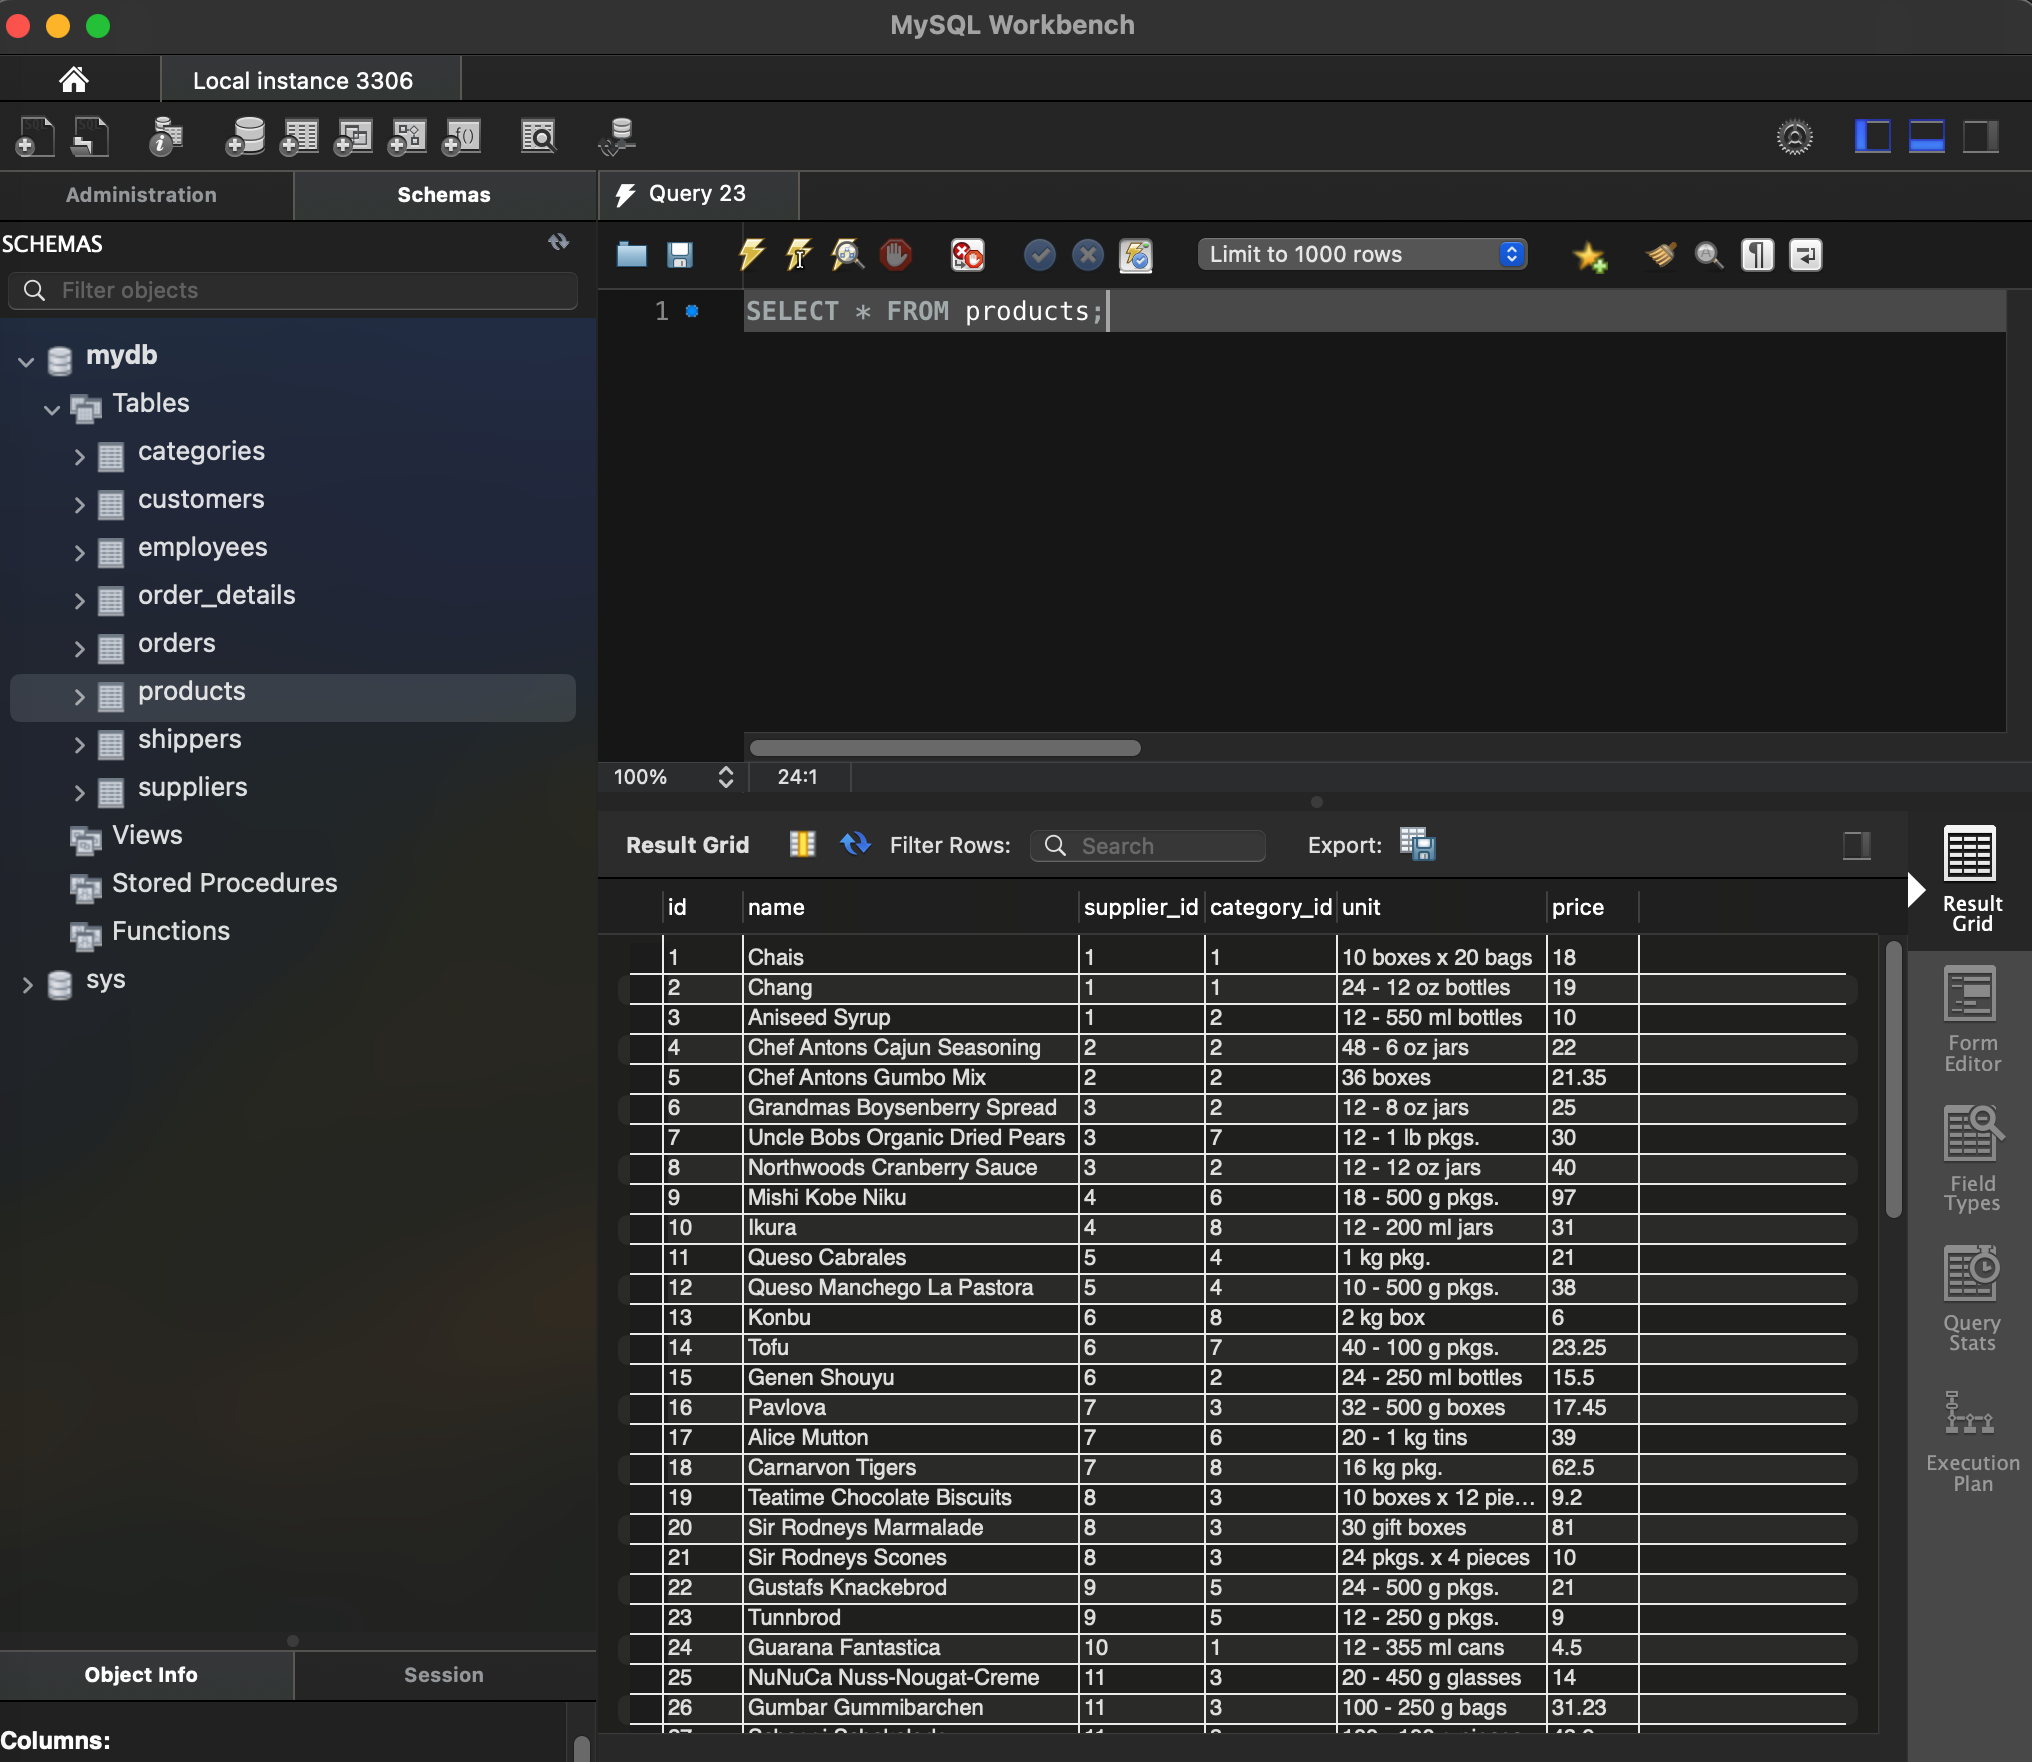 MySQL Workbench
Local instance 3306
Administration
Schemas
Query 23
SCHEMAS
Filter objects
Limit to 1000 rows
1
SELECT * FROM products;
mydb
Tables
categories
customers
employees
order_details
orders
products
shippers
suppliers
Views
Stored Procedures
Functions
sys
100%
24:1
Result Grid
Filter Rows:
Search
Export:
id name supplier_id category_id unit price
1 Chais 1 1 10 boxes x 20 bags 18
2 Chang 1 1 24 - 12 oz bottles 19
3 Aniseed Syrup 1 2 12 - 550 ml bottles 10
4 Chef Antons Cajun Seasoning 2 2 48 - 6 oz jars 22
5 Chef Antons Gumbo Mix 2 2 36 boxes 21.35
6 Grandmas Boysenberry Spread 3 2 12 - 8 oz jars 25
7 Uncle Bobs Organic Dried Pears 3 7 12 - 1 lb pkgs. 30
8 Northwoods Cranberry Sauce 3 2 12 - 12 oz jars 40
9 Mishi Kobe Niku 4 6 18 - 500 g pkgs. 97
10 Ikura 4 8 12 - 200 ml jars 31
11 Queso Cabrales 5 4 1 kg pkg. 21
12 Queso Manchego La Pastora 5 4 10 - 500 g pkgs. 38
13 Konbu 6 8 2 kg box 6
14 Tofu 6 7 40 - 100 g pkgs. 23.25
15 Genen Shouyu 6 2 24 - 250 ml bottles 15.5
16 Pavlova 7 3 32 - 500 g boxes 17.45
17 Alice Mutton 7 6 20 - 1 kg tins 39
18 Carnarvon Tigers 7 8 16 kg pkg. 62.5
19 Teatime Chocolate Biscuits 8 3 10 boxes x 12 pie... 9.2
20 Sir Rodneys Marmalade 8 3 30 gift boxes 81
21 Sir Rodneys Scones 8 3 24 pkgs. x 4 pieces 10
22 Gustafs Knackebrod 9 5 24 - 500 g pkgs. 21
23 Tunnbrod 9 5 12 - 250 g pkgs. 9
24 Guarana Fantastica 10 1 12 - 355 ml cans 4.5
25 NuNuCa Nuss-Nougat-Creme 11 3 20 - 450 g glasses 14
26 Gumbar Gummibarchen 11 3 100 - 250 g bags 31.23
Result
Grid
Form
Editor
Field
Types
Query
Stats
Execution
Plan
Object Info
Session
Columns: